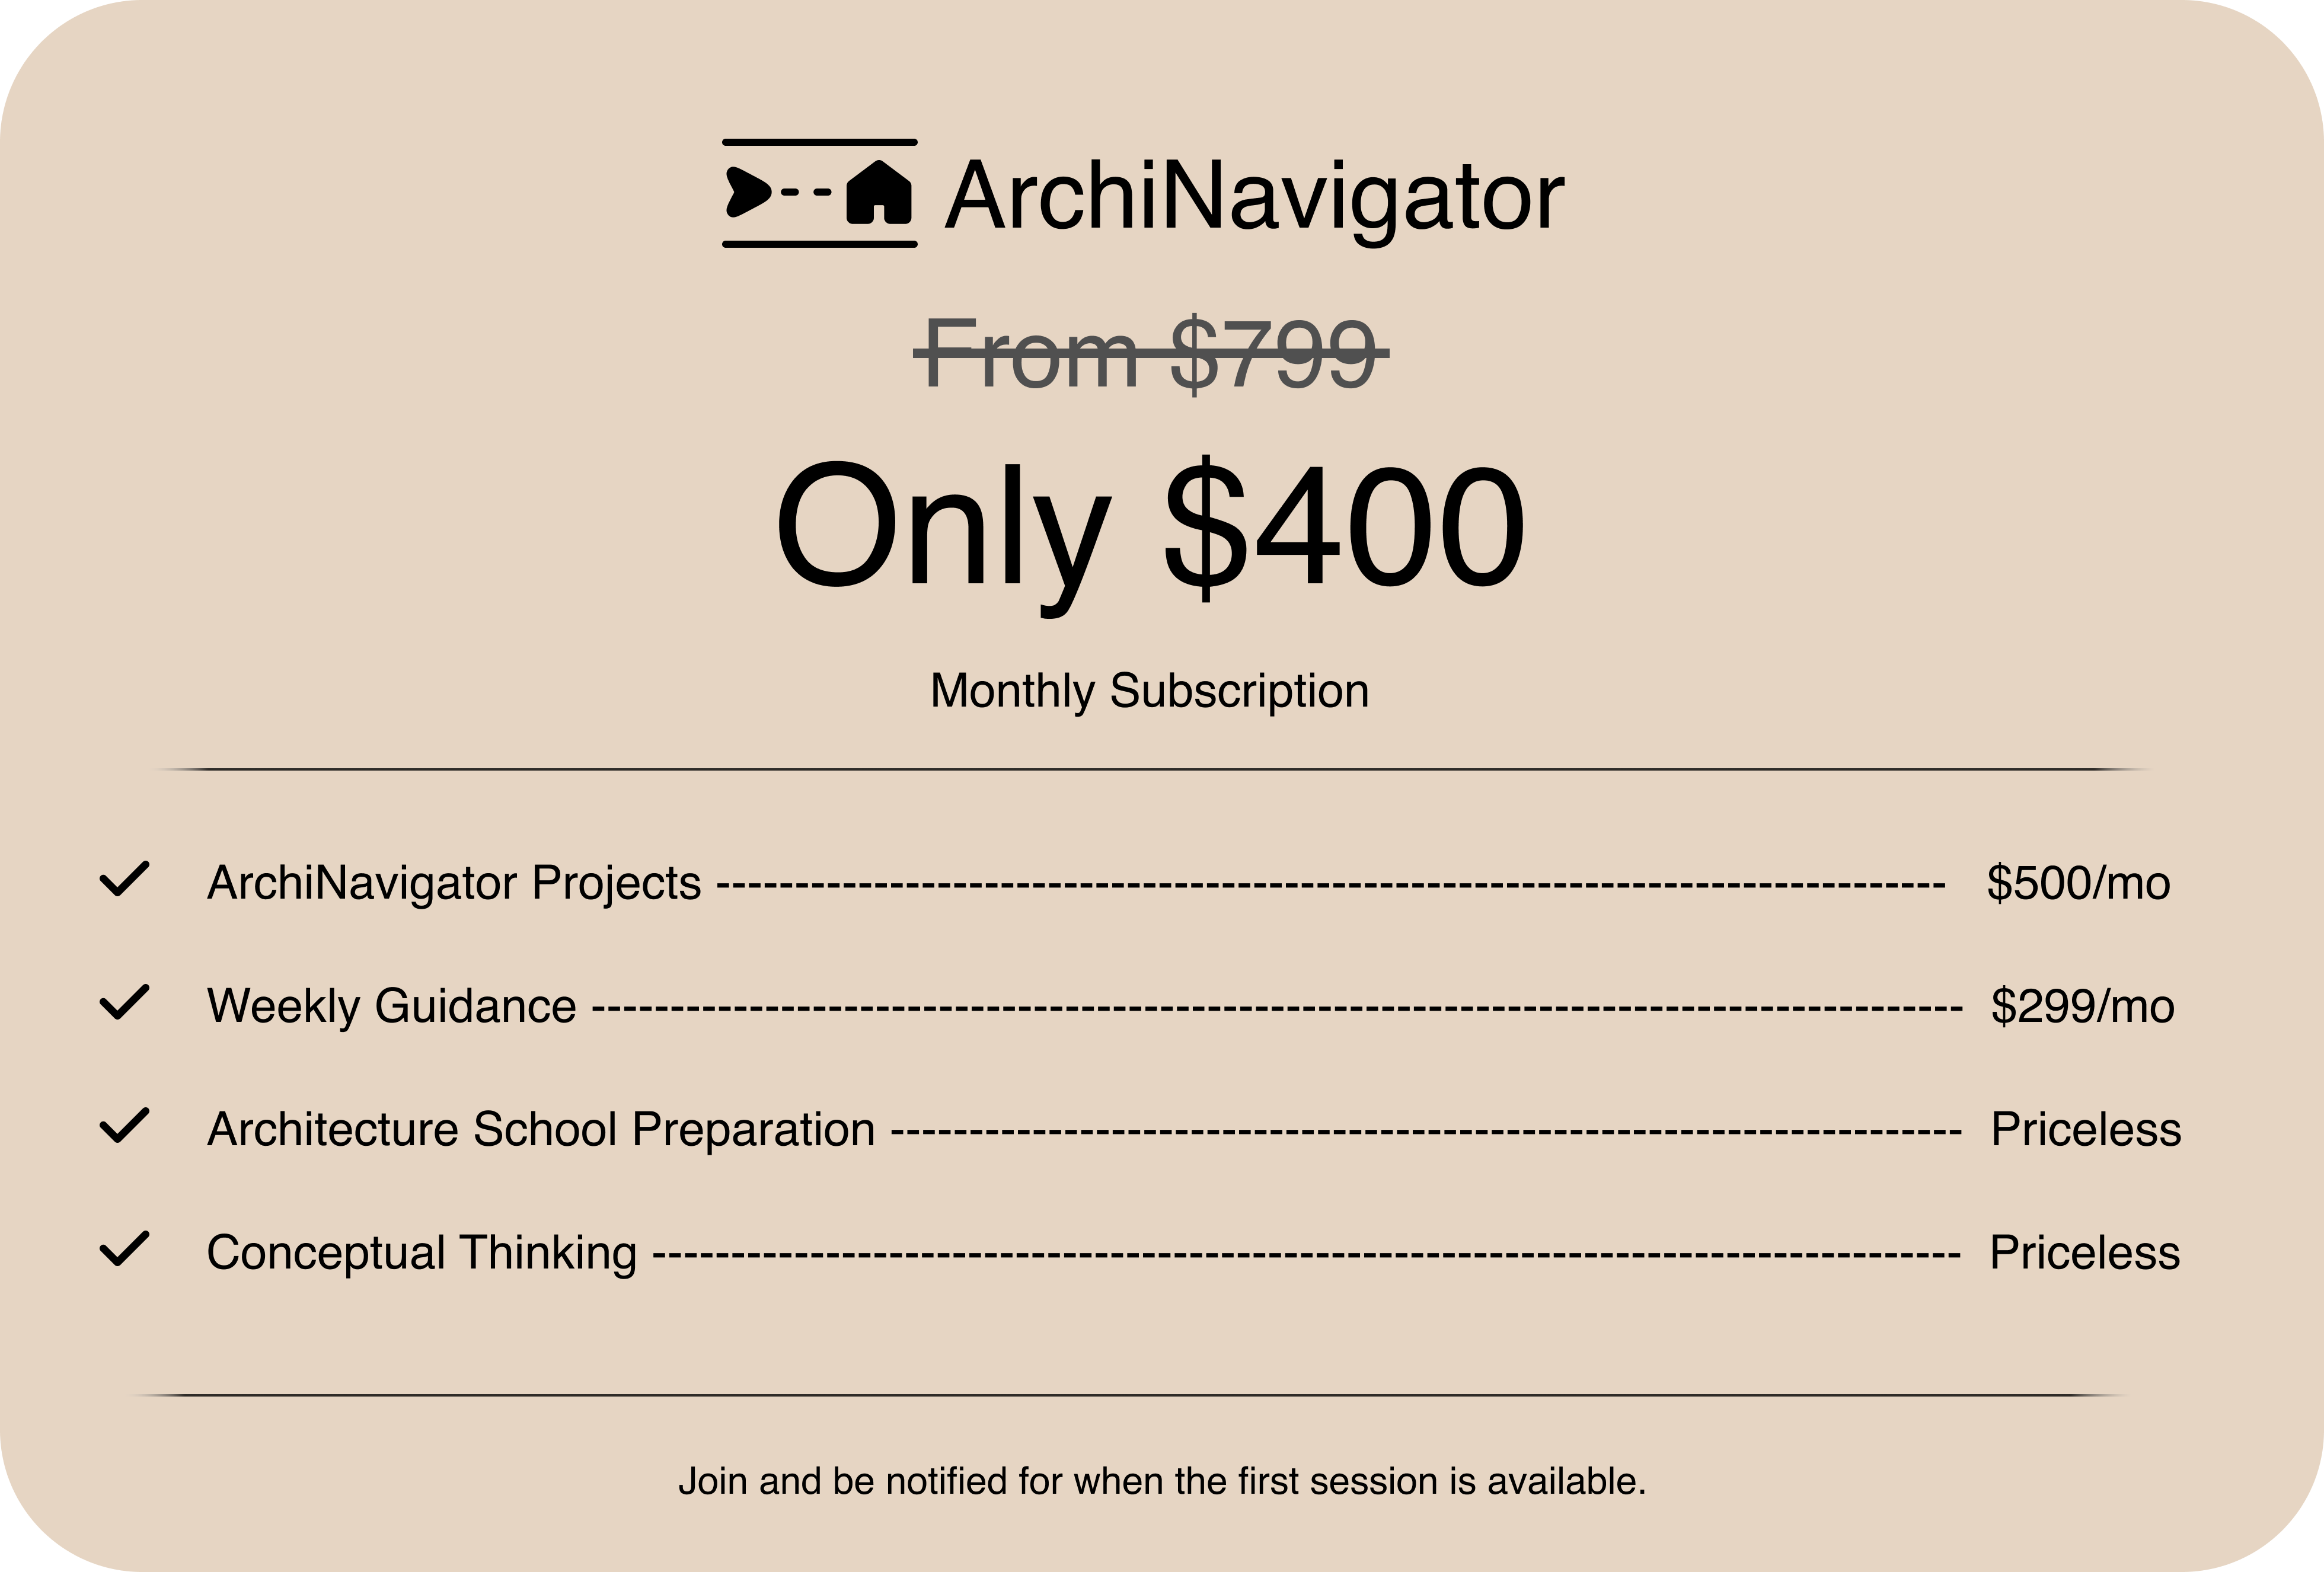 ArchiNavigator
From $799
Only $400
Monthly Subscription
ArchiNavigator Projects ------------------------------------------------------------------------------- $500/mo
Weekly Guidance ---------------------------------------------------------------------------------------- $299/mo
Architecture School Preparation --------------------------------------------------------------------- Priceless
Conceptual Thinking ------------------------------------------------------------------------------------ Priceless
Join and be notified for when the first session is available.